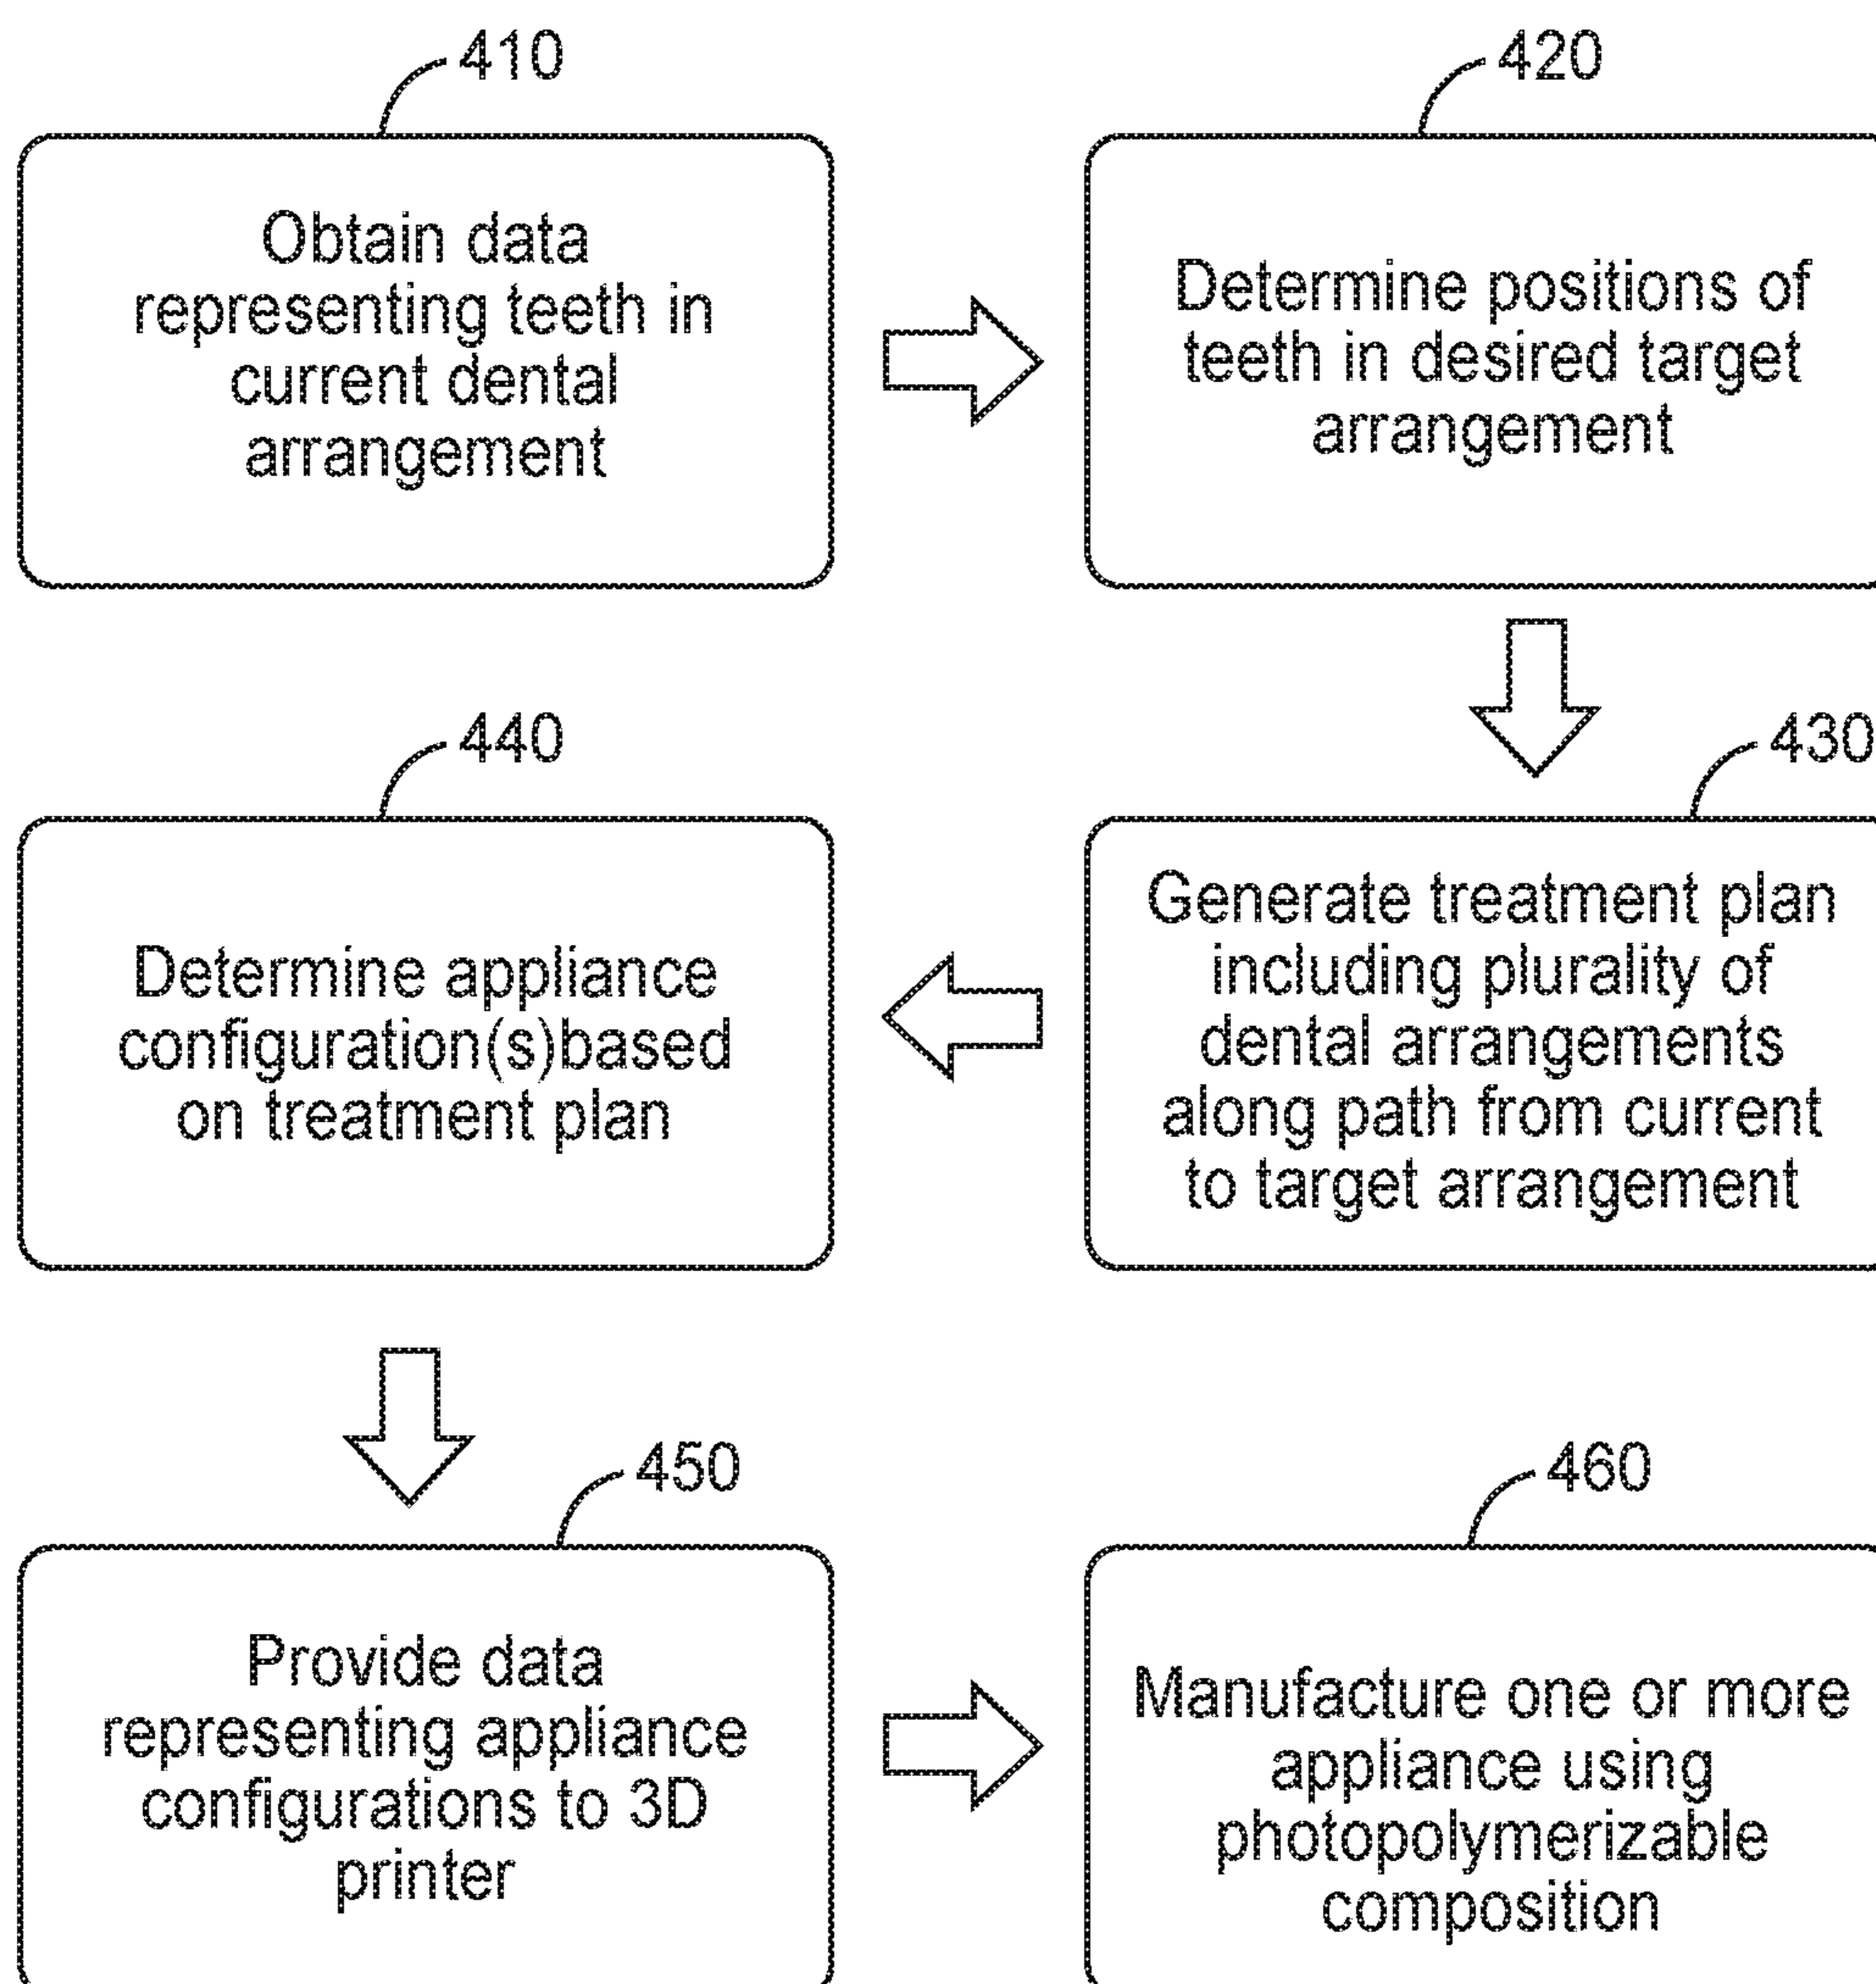 410
Obtain data
representing teeth in
current dental
arrangement
420
Determine positions of
teeth in desired target
arrangement
430
Generate treatment plan
including plurality of
dental arrangements
along path from current
to target arrangement
440
Determine appliance
configuration(s)based
on treatment plan
450
Provide data
representing appliance
configurations to 3D
printer
460
Manufacture one or more
appliance using
photopolymerizable
composition